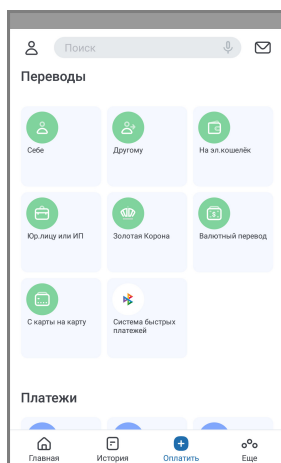 Поиск
Переводы
Себе
Другому
На эл.кошелёк
Юр.лицу или ИП
Золотая Корона
Валютный перевод
С карты на карту
Система быстрых
платежей
Платежи
Главная
История
Оплатить
Еще